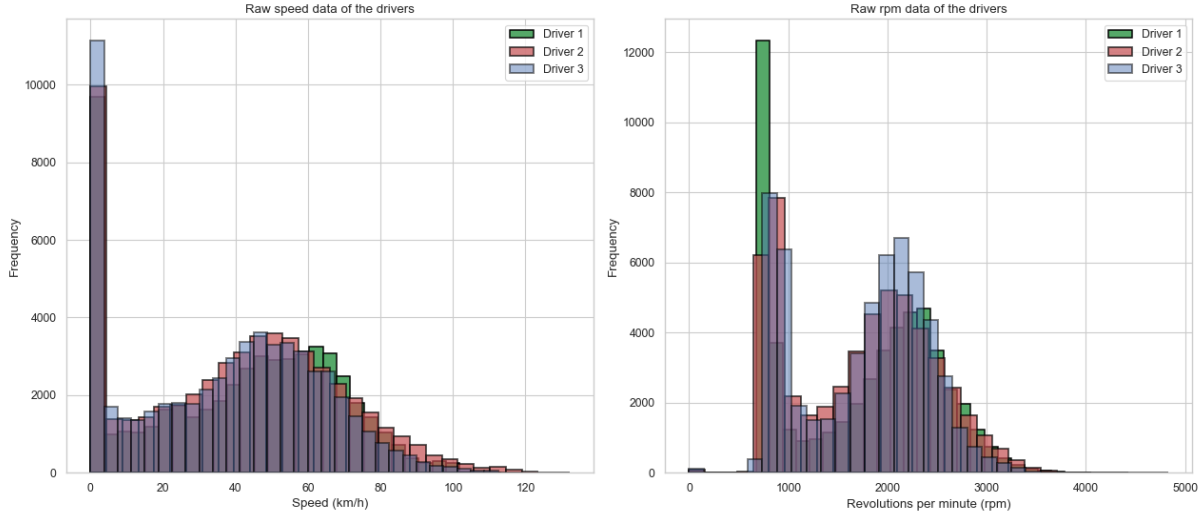 Raw speed data of the drivers
Driver 1
Driver 2
Driver 3
10000
8000
6000
4000
2000
0
Frequency
0
20
40
60
80
100
120
Speed (km/h)
Raw rpm data of the drivers
Driver 1
Driver 2
Driver 3
12000
10000
8000
6000
4000
2000
0
Frequency
0
1000
2000
3000
4000
5000
Revolutions per minute (rpm)